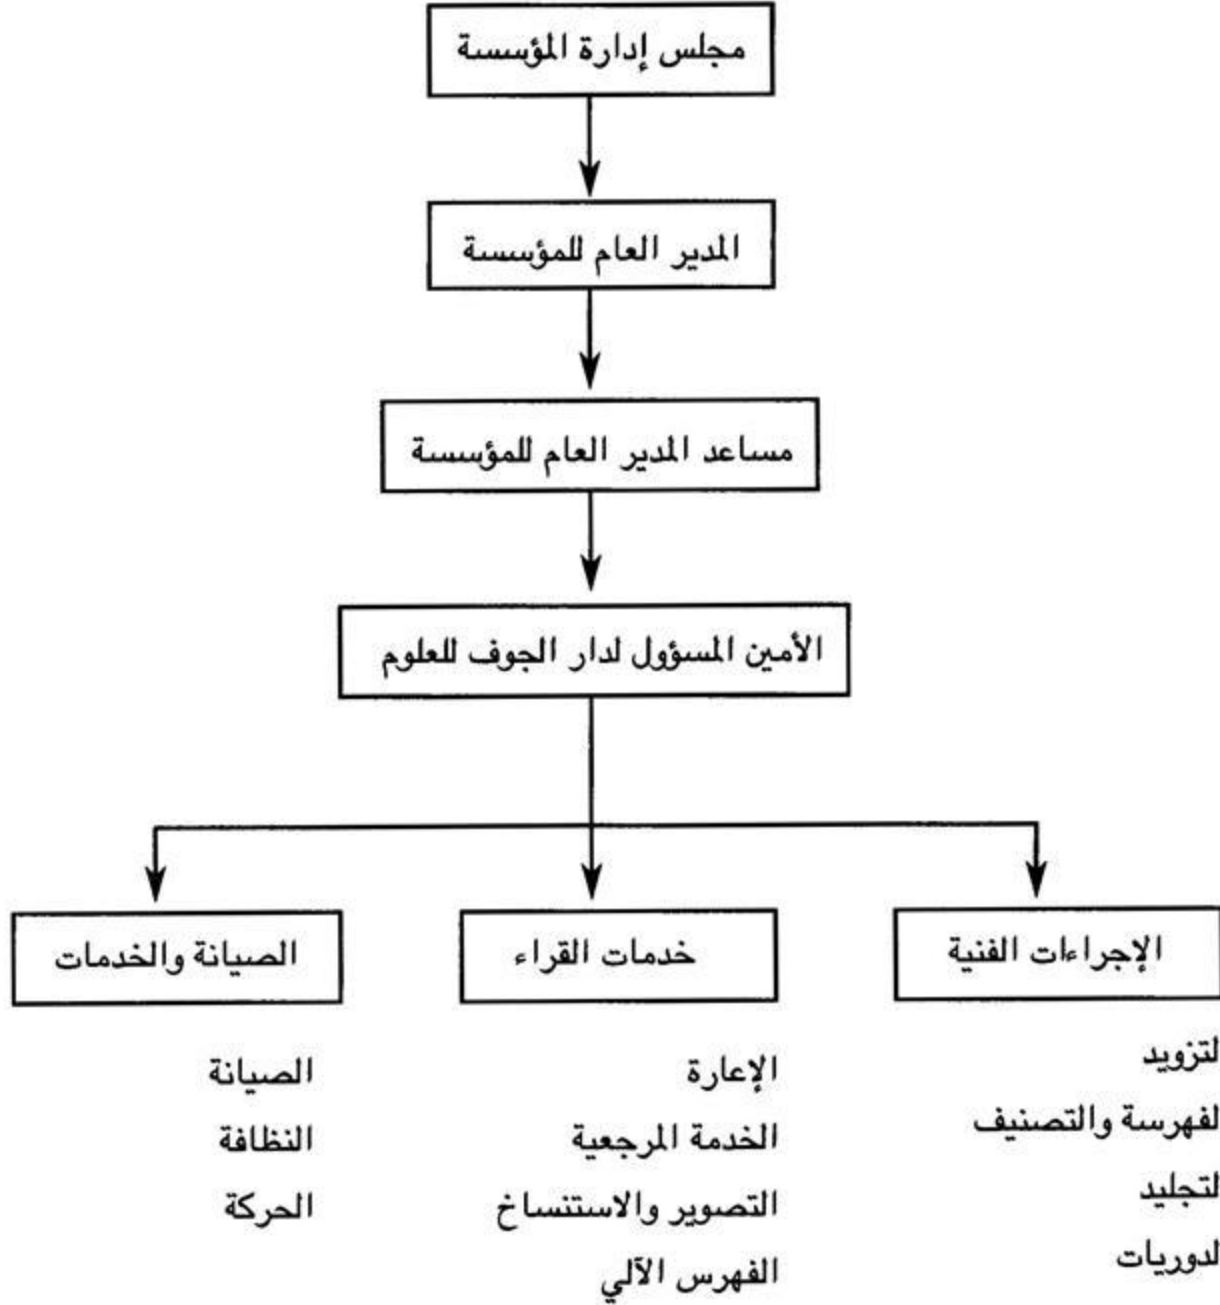 مجلس إدارة المؤسسة
المدير العام للمؤسسة
مساعد المدير العام للمؤسسة
الأمين المسؤول لدار الجوف للعلوم
الإجراءات الفنية
لتزويد
لفهرسة والتصنيف
لتجليد
لدوريات
خدمات القراء
الإعارة
الخدمة المرجعية
التصوير والاستنساخ
الفهرس الآلي
الصيانة والخدمات
الصيانة
النظافة
الحركة